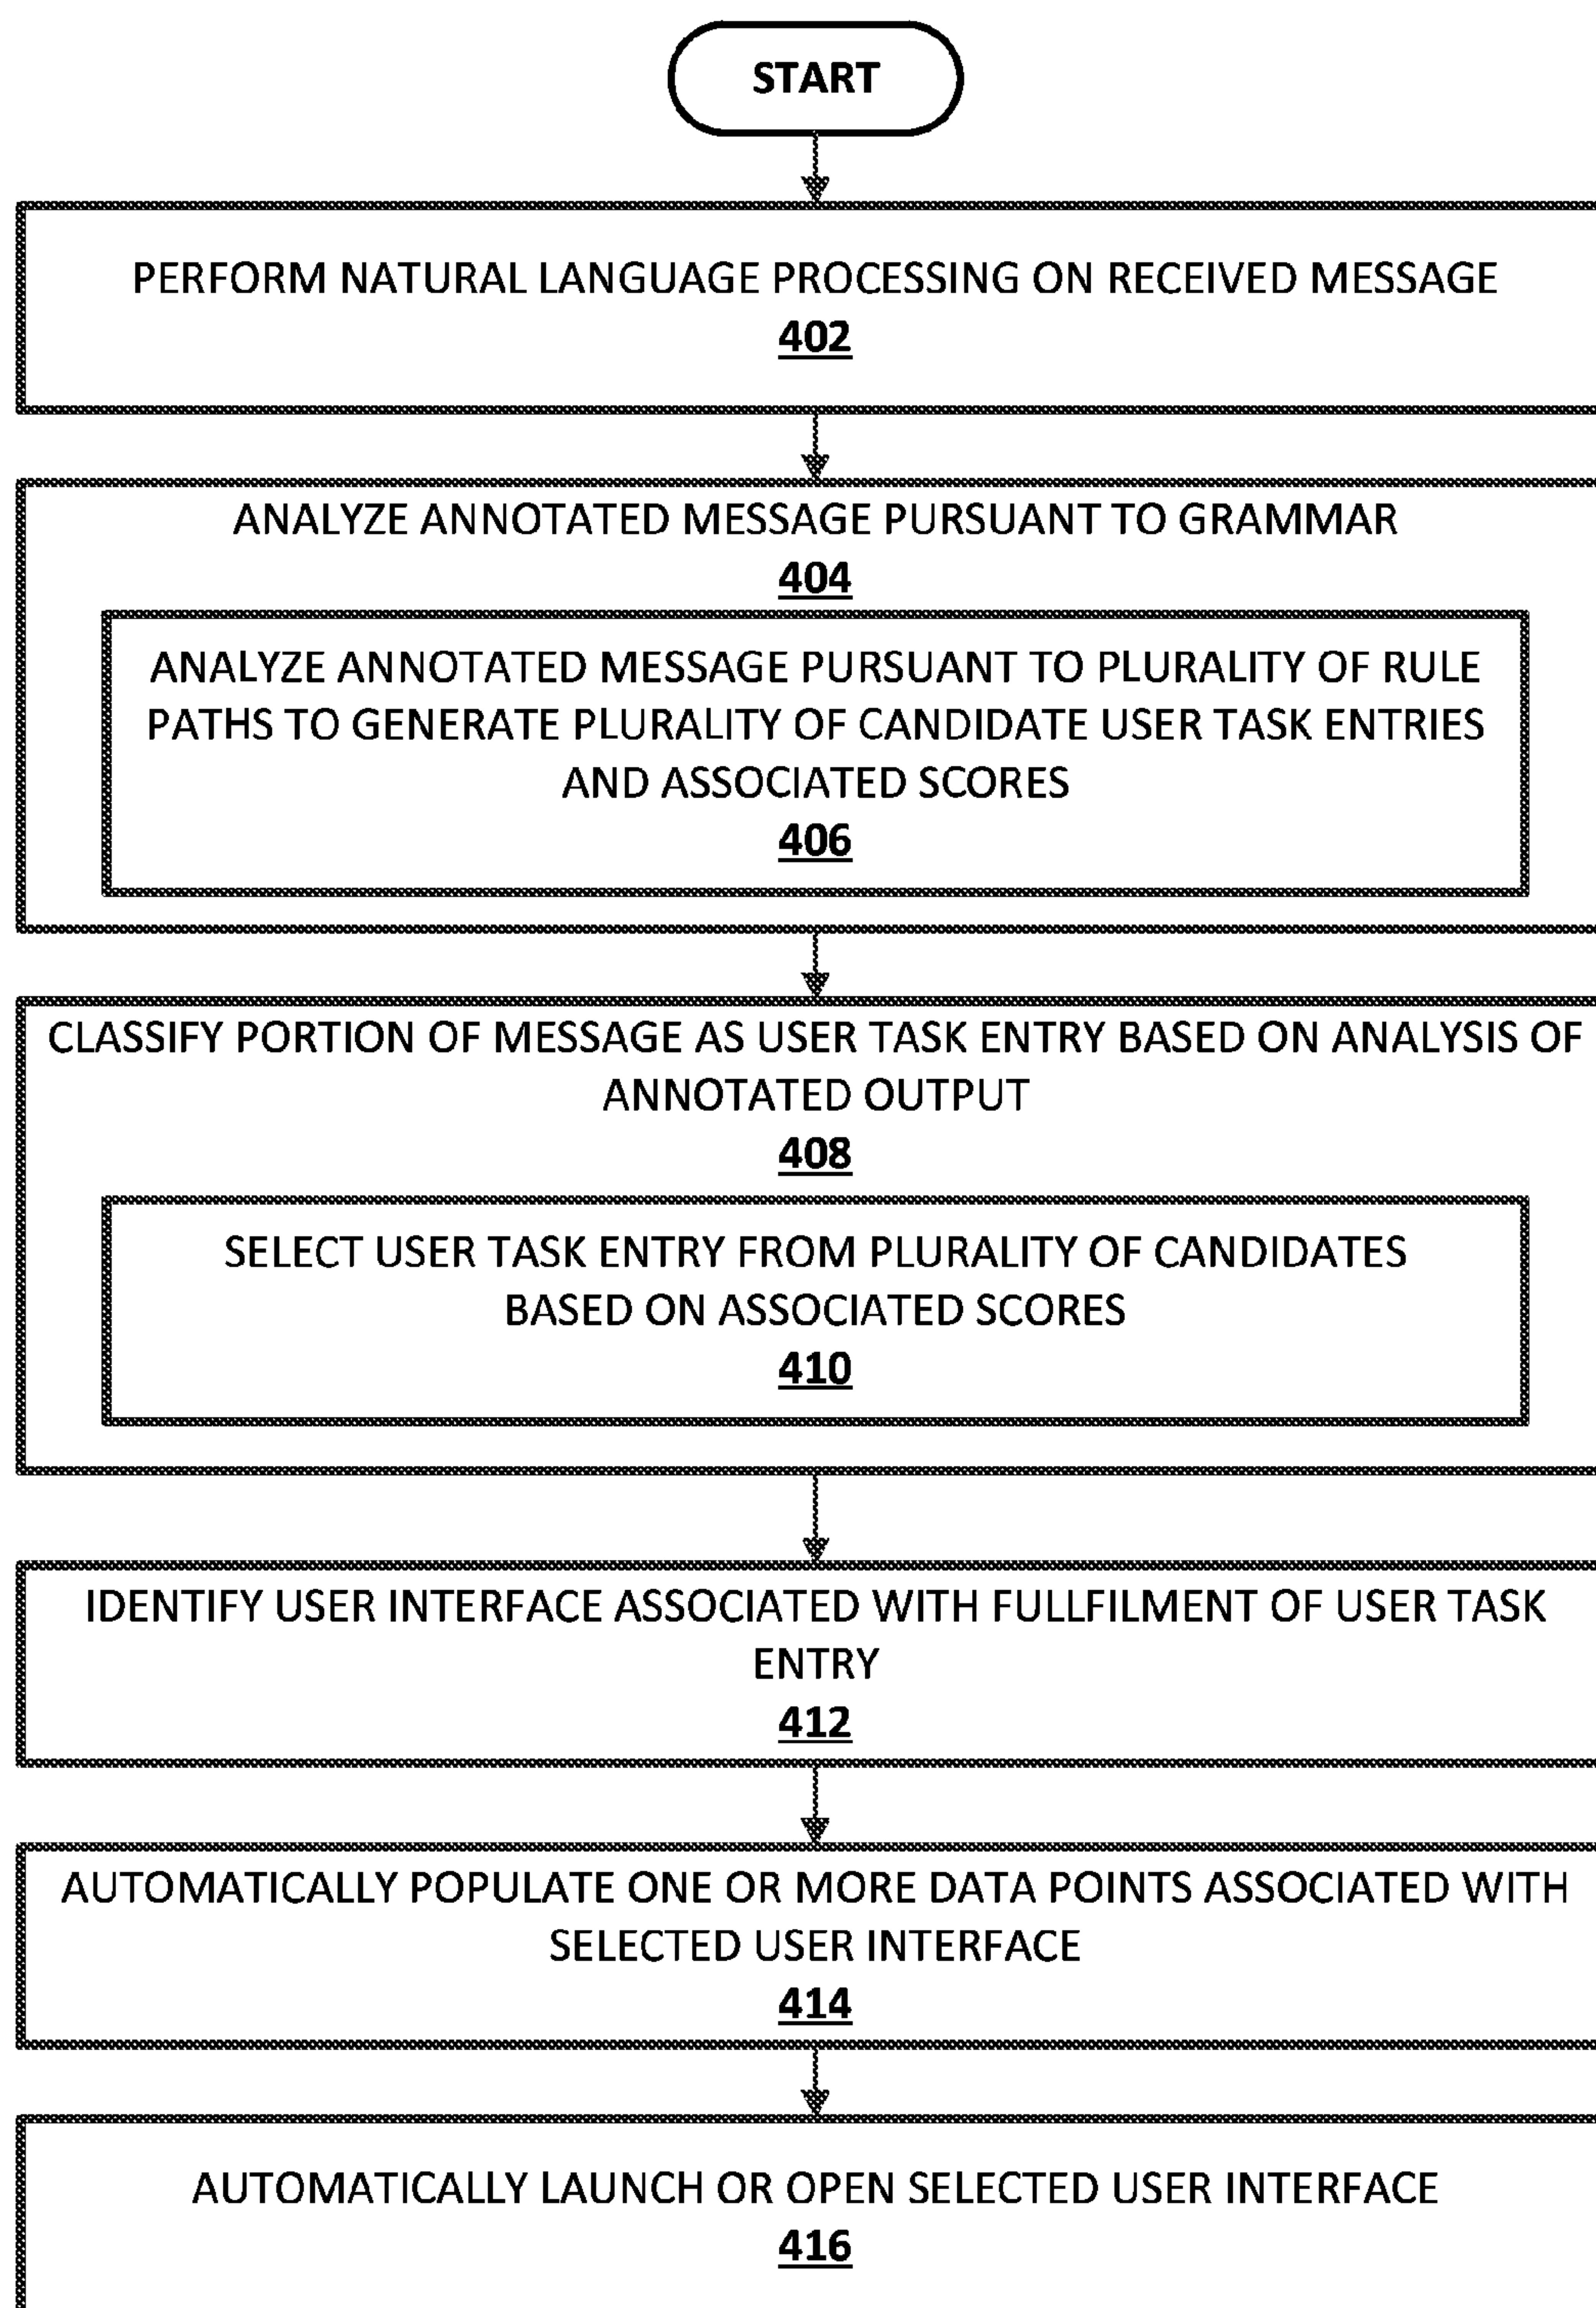 START
PERFORM NATURAL LANGUAGE PROCESSING ON RECEIVED MESSAGE
402
ANALYZE ANNOTATED MESSAGE PURSUANT TO GRAMMAR
404
ANALYZE ANNOTATED MESSAGE PURSUANT TO PLURALITY OF RULE
PATHS TO GENERATE PLURALITY OF CANDIDATE USER TASK ENTRIES
AND ASSOCIATED SCORES
406
CLASSIFY PORTION OF MESSAGE AS USER TASK ENTRY BASED ON ANALYSIS OF
ANNOTATED OUTPUT
408
SELECT USER TASK ENTRY FROM PLURALITY OF CANDIDATES
BASED ON ASSOCIATED SCORES
410
IDENTIFY USER INTERFACE ASSOCIATED WITH FULLFILMENT OF USER TASK
ENTRY
412
AUTOMATICALLY POPULATE ONE OR MORE DATA POINTS ASSOCIATED WITH
SELECTED USER INTERFACE
414
AUTOMATICALLY LAUNCH OR OPEN SELECTED USER INTERFACE
416